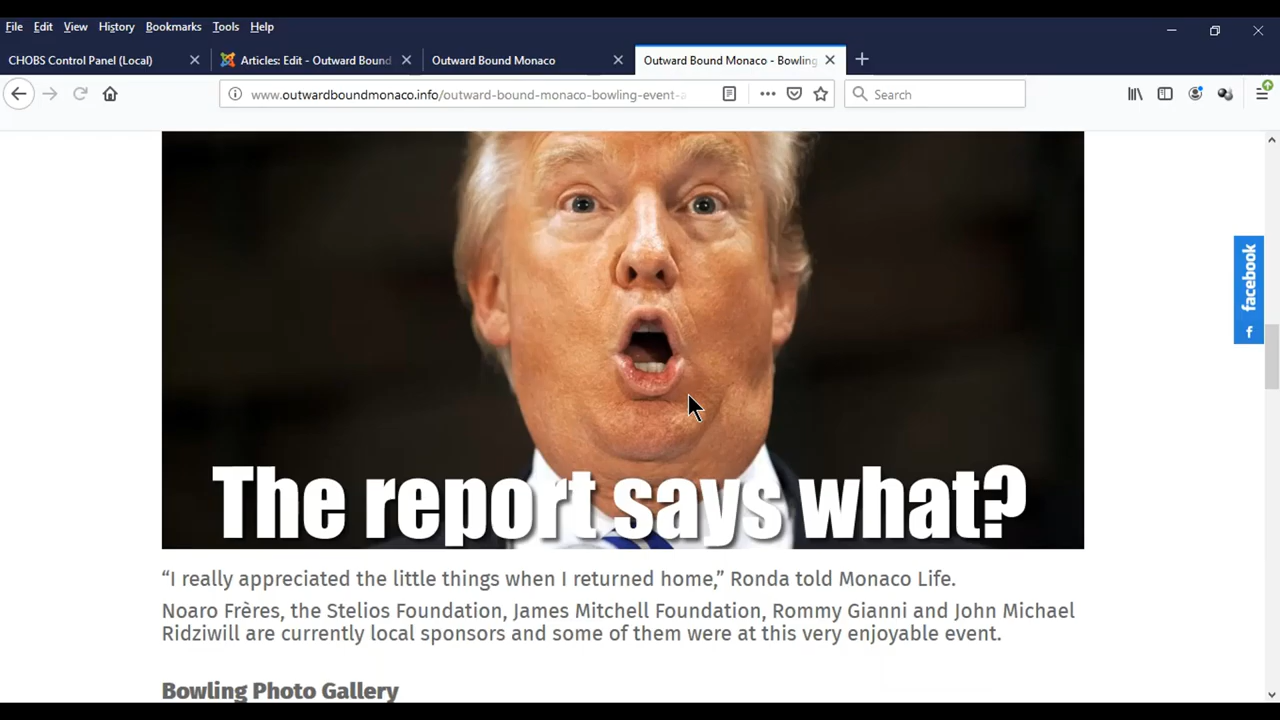 File Edit View History Bookmarks Tools Help
CHOBS Control Panel (Local)
Articles: Edit - Outward Bound
Outward Bound Monaco
Outward Bound Monaco - Bowling
www.outwardboundmonaco.info/outward-bound-monaco-bowling-event-a
Search
facebook
f
The report says what?
“I really appreciated the little things when I returned home,” Ronda told Monaco Life.
Noaro Frères, the Stelios Foundation, James Mitchell Foundation, Rommy Gianni and John Michael
Ridziwill are currently local sponsors and some of them were at this very enjoyable event.
Bowling Photo Gallery